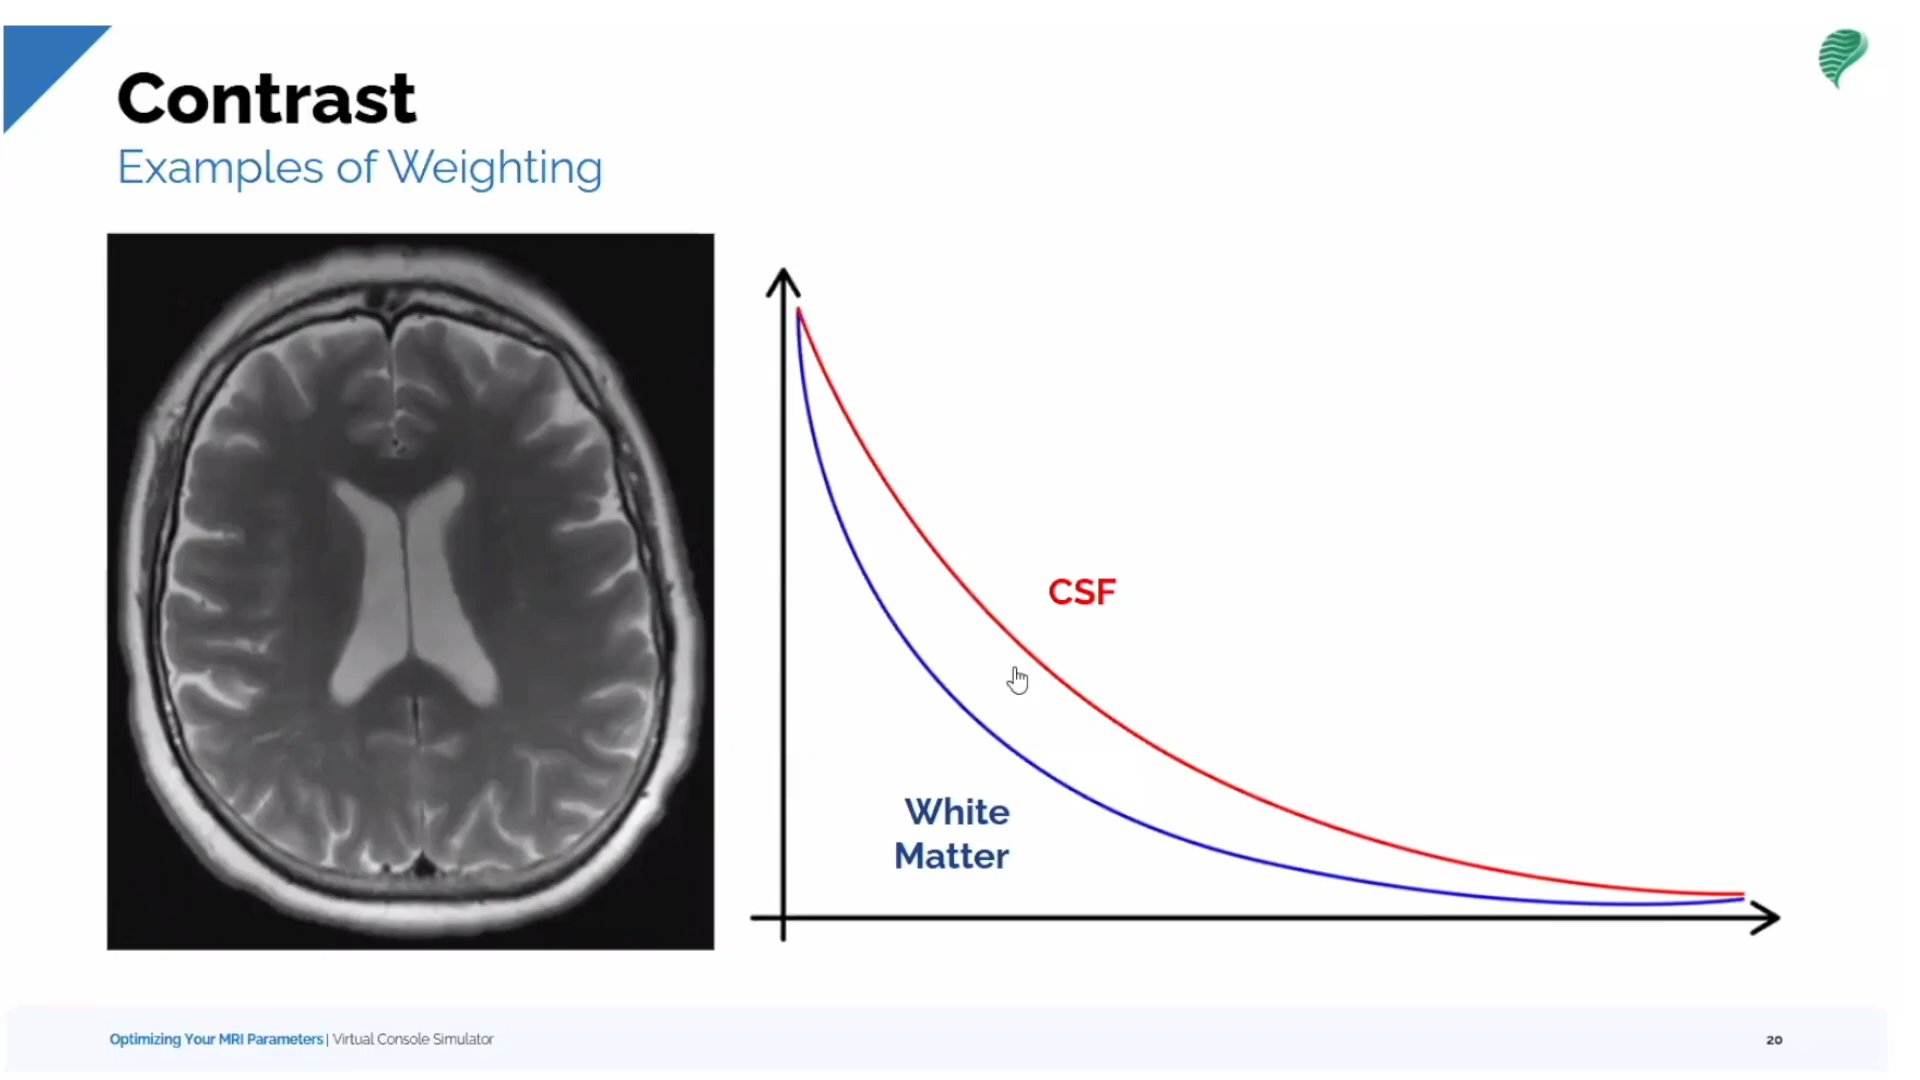 Contrast
Examples of Weighting
CSF
White
Matter
Optimizing Your MRI Parameters | Virtual Console Simulator
20